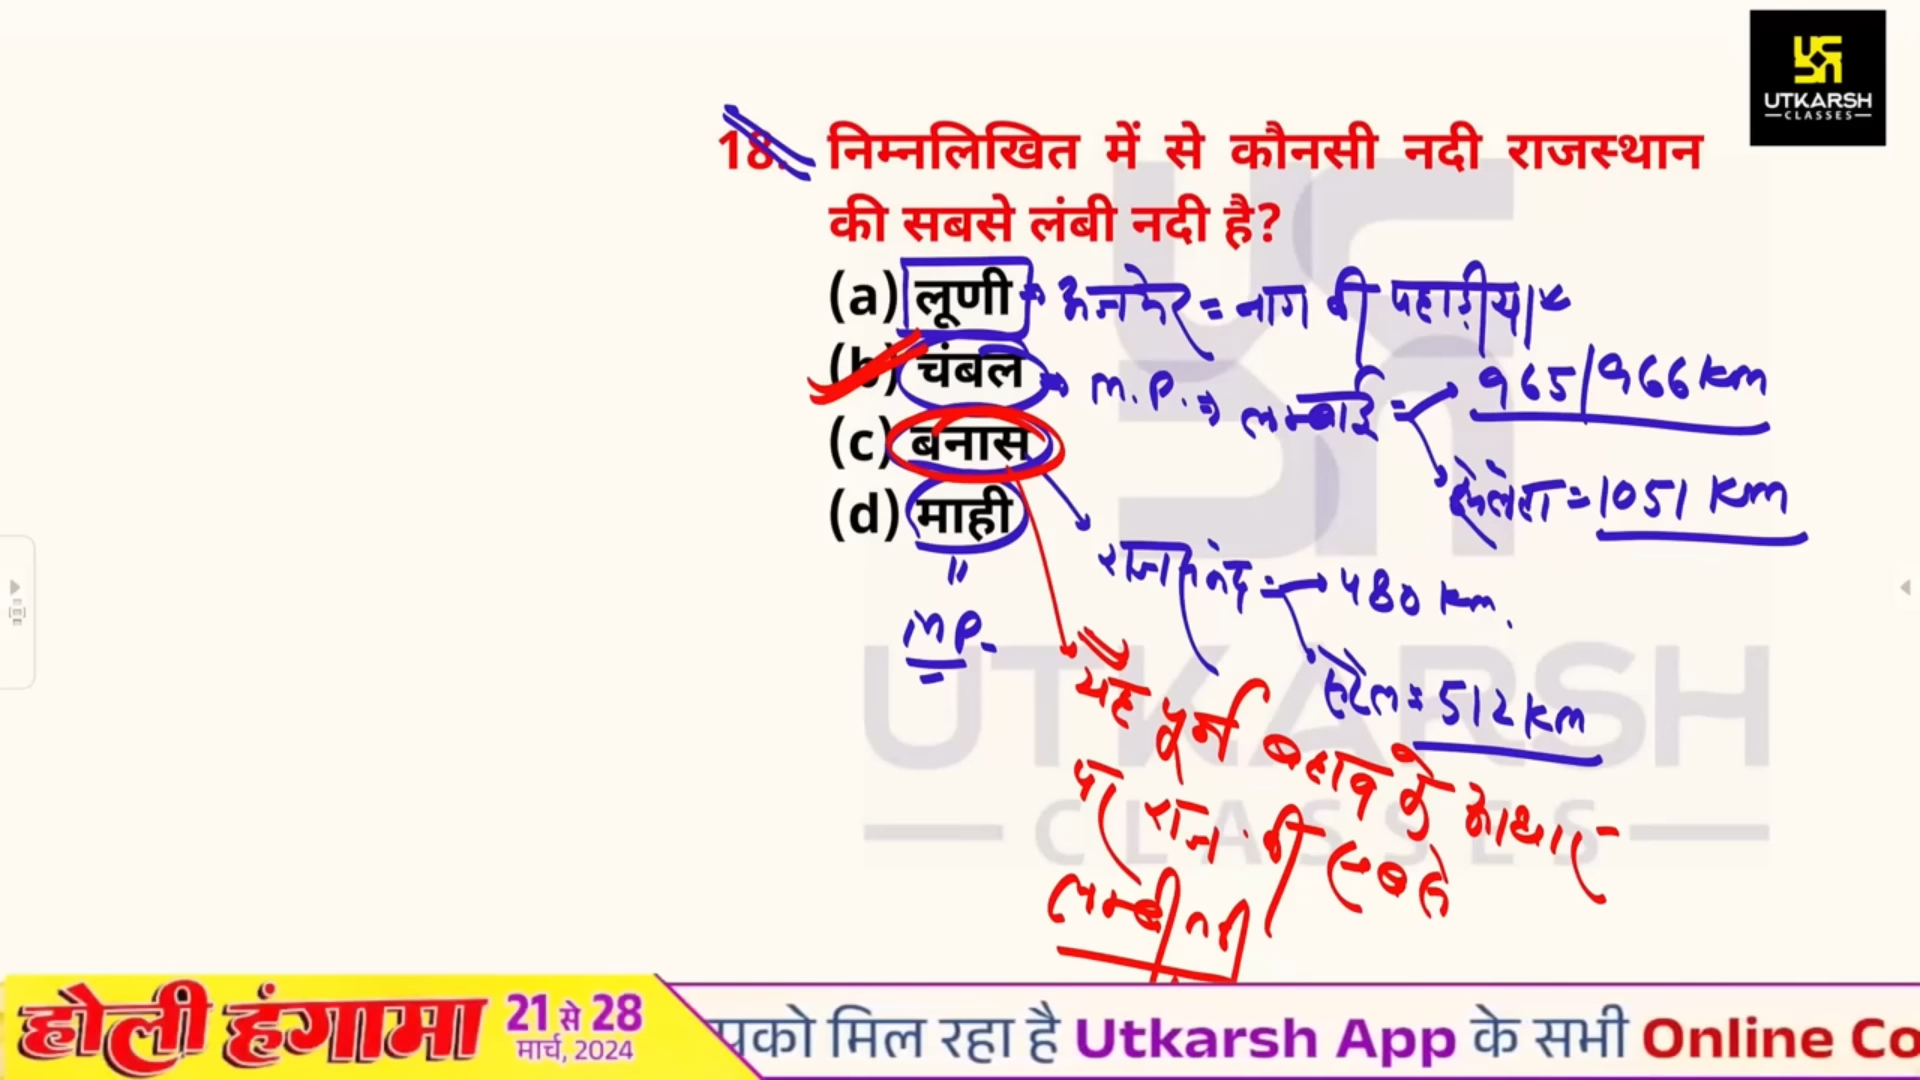 UTKARSH
CLASSES
18. निम्नलिखित में से कौनसी नदी राजस्थान
की सबसे लंबी नदी है?
(a) लूणी → अजमेर = नाग की पहाड़ीया
(b) चंबल → M.P. ⇒ लम्बाई = 965/966 km
= 1051 km
(c) बनास
(d) माही
= 480 km.
= 512 km
M P.
यह पूर्ण बहाव के आधार
पर राज. की सबसे
लम्बी नदी
UTKARSH
CLASSES
होली हंगामा 21 से 28
मार्च, 2024
पको मिल रहा है Utkarsh App के सभी Online Co